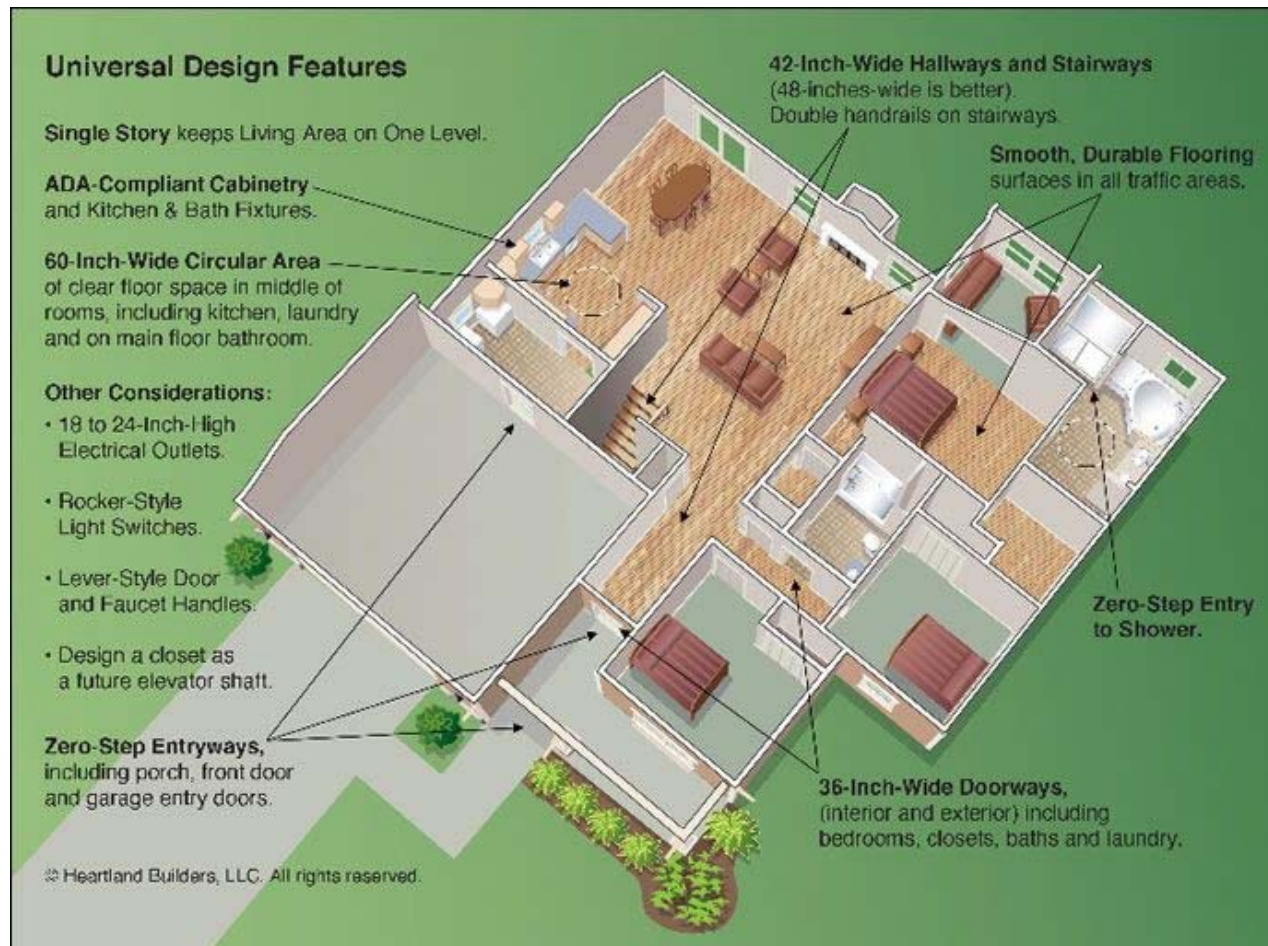 Universal Design Features
Single Story keeps Living Area on One Level.
ADA-Compliant Cabinetry
and Kitchen & Bath Fixtures.
60-Inch-Wide Circular Area
of clear floor space in middle of
rooms, including kitchen, laundry
and on main floor bathroom.
Other Considerations:
• 18 to 24-Inch-High
Electrical Outlets.
• Rocker-Style
Light Switches.
• Lever-Style Door
and Faucet Handles.
• Design a closet as
a future elevator shaft.
Zero-Step Entryways,
including porch, front door
and garage entry doors.
© Heartland Builders, LLC. All rights reserved.
42-Inch-Wide Hallways and Stairways
(48-inches-wide is better).
Double handrails on stairways.
Smooth, Durable Flooring
surfaces in all traffic areas.
Zero-Step Entry
to Shower.
36-Inch-Wide Doorways,
(interior and exterior) including
bedrooms, closets, baths and laundry.